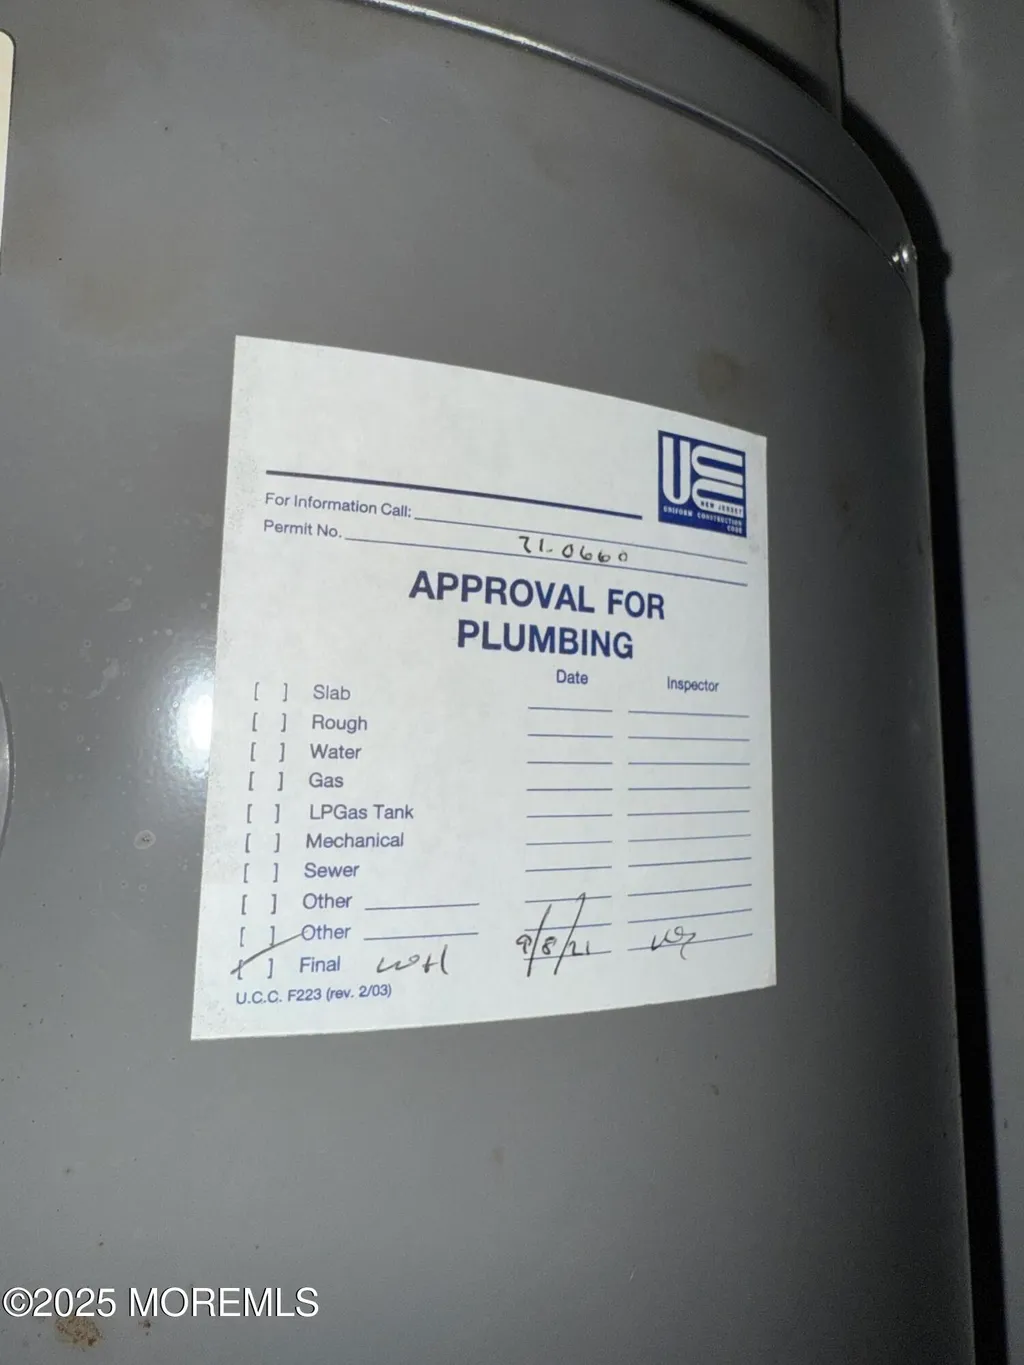 UCC
NEW JERSEY
UNIFORM CONSTRUCTION
CODE
For Information Call:
Permit No. 21-0660
APPROVAL FOR
PLUMBING
Date Inspector
[ ] Slab
[ ] Rough
[ ] Water
[ ] Gas
[ ] LPGas Tank
[ ] Mechanical
[ ] Sewer
[ ] Other
[ ] Other
[ ] Final WH 9/8/21
U.C.C. F223 (rev. 2/03)
©2025 MOREMLS